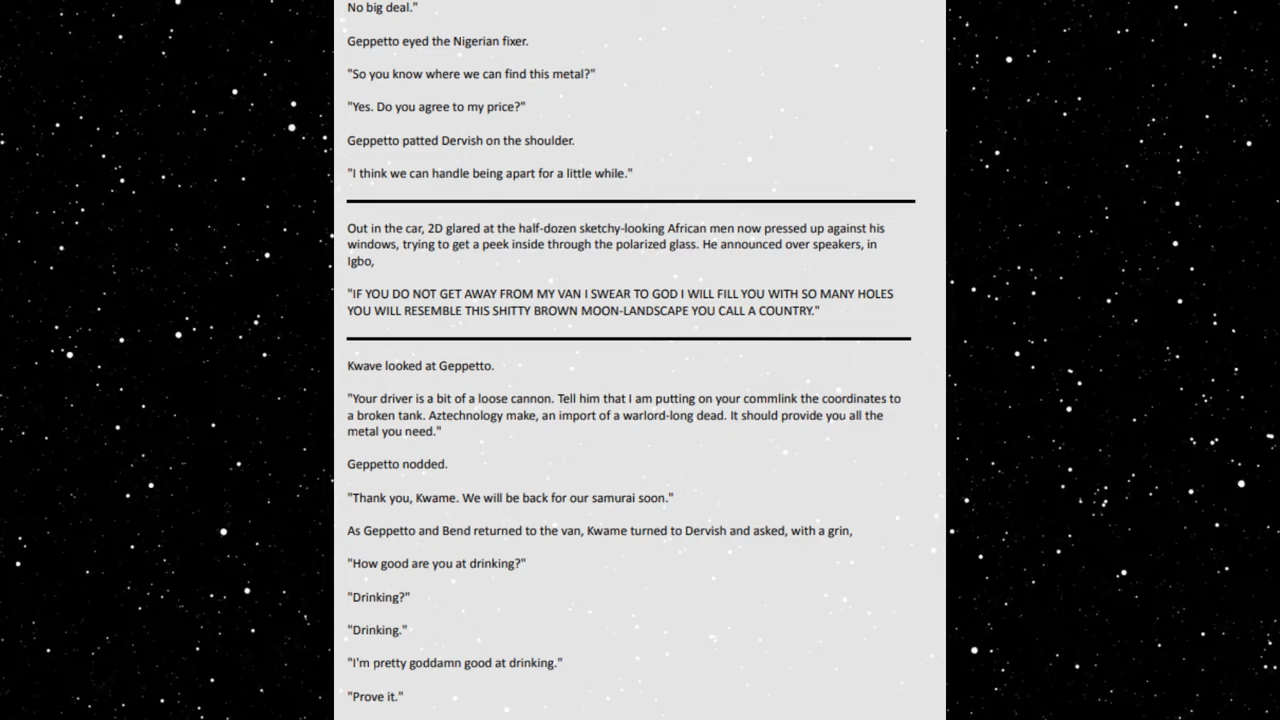 No big deal."
Geppetto eyed the Nigerian fixer.
"So you know where we can find this metal?"
"Yes. Do you agree to my price?"
Geppetto patted Dervish on the shoulder.
"I think we can handle being apart for a little while."
Out in the car, 2D glared at the half-dozen sketchy-looking African men now pressed up against his
windows, trying to get a peek inside through the polarized glass. He announced over speakers, in
Igbo,
"IF YOU DO NOT GET AWAY FROM MY VAN I SWEAR TO GOD I WILL FILL YOU WITH SO MANY HOLES
YOU WILL RESEMBLE THIS SHITTY BROWN MOON-LANDSCAPE YOU CALL A COUNTRY."
Kwave looked at Geppetto.
"Your driver is a bit of a loose cannon. Tell him that I am putting on your commlink the coordinates to
a broken tank. Aztechnology make, an import of a warlord-long dead. It should provide you all the
metal you need."
Geppetto nodded.
"Thank you, Kwame. We will be back for our samurai soon."
As Geppetto and Bend returned to the van, Kwame turned to Dervish and asked, with a grin,
"How good are you at drinking?"
"Drinking?"
"Drinking."
"I'm pretty goddamn good at drinking."
"Prove it."